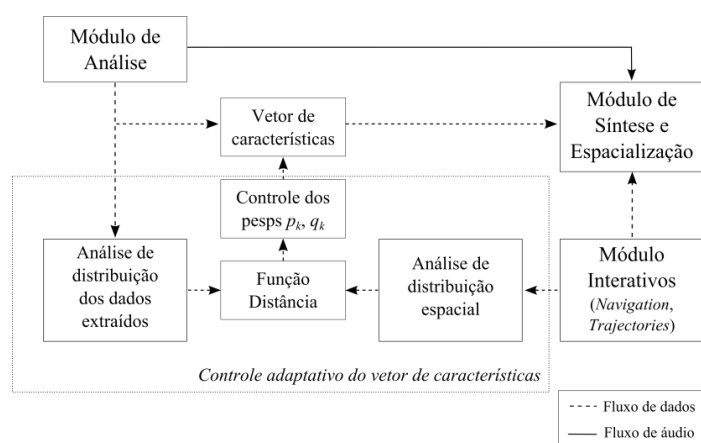 Módulo de
Análise
Vetor de
características
Módulo de
Síntese e
Espacialização
Controle dos
pesps pk, qk
Análise de
distribuição
dos dados
extraídos
Função
Distância
Análise de
distribuição
espacial
Módulo
Interativos
(Navigation,
Trajectories)
Controle adaptativo do vetor de características
Fluxo de dados
Fluxo de áudio